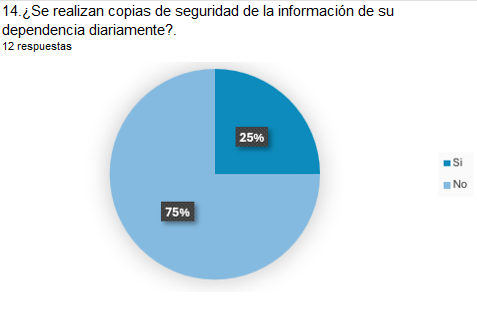 14.¿Se realizan copias de seguridad de la información de su
dependencia diariamente?.
12 respuestas
25%
Si
No
75%